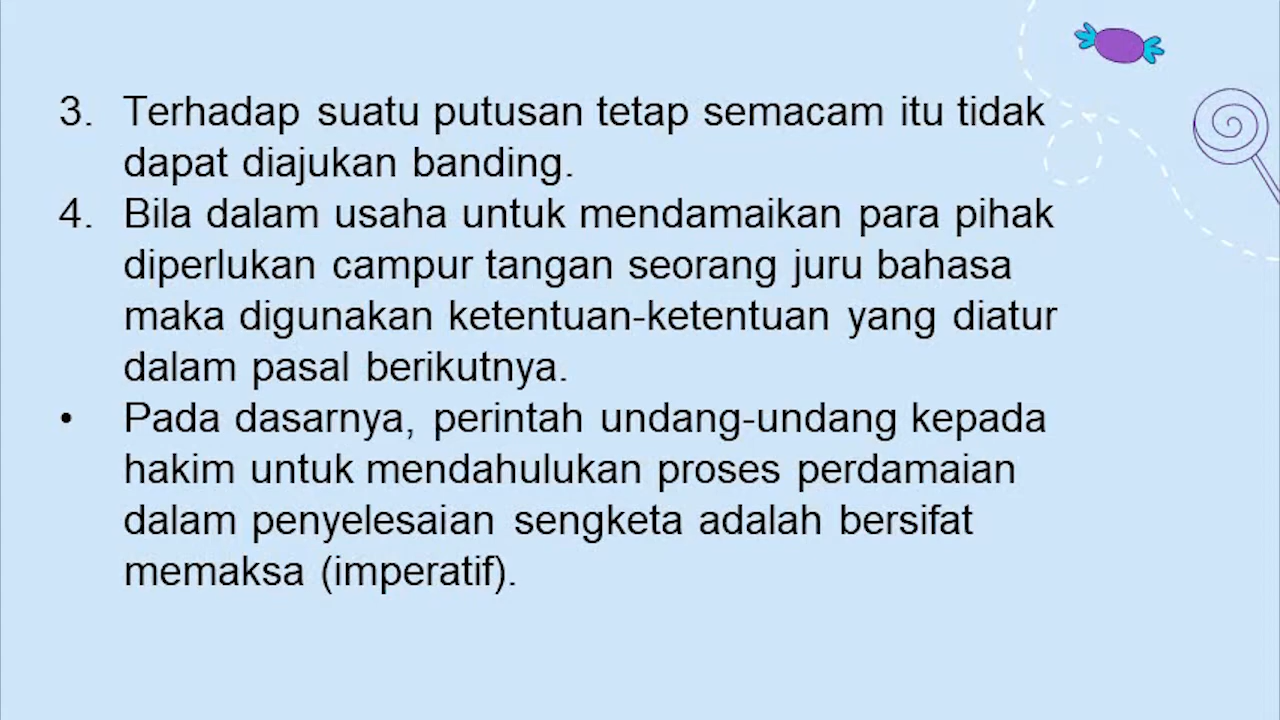 3. Terhadap suatu putusan tetap semacam itu tidak
dapat diajukan banding.
4. Bila dalam usaha untuk mendamaikan para pihak
diperlukan campur tangan seorang juru bahasa
maka digunakan ketentuan-ketentuan yang diatur
dalam pasal berikutnya.
• Pada dasarnya, perintah undang-undang kepada
hakim untuk mendahulukan proses perdamaian
dalam penyelesaian sengketa adalah bersifat
memaksa (imperatif).